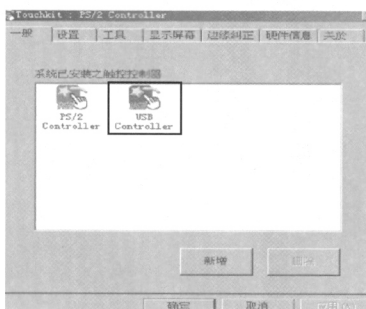 Touchkit : PS/2 Controller
一般 设置 工具 显示屏幕 边缘纠正 硬件信息 关於
系统已安装之触控控制器
PS/2 Controller
USB Controller
新增
确定 取消